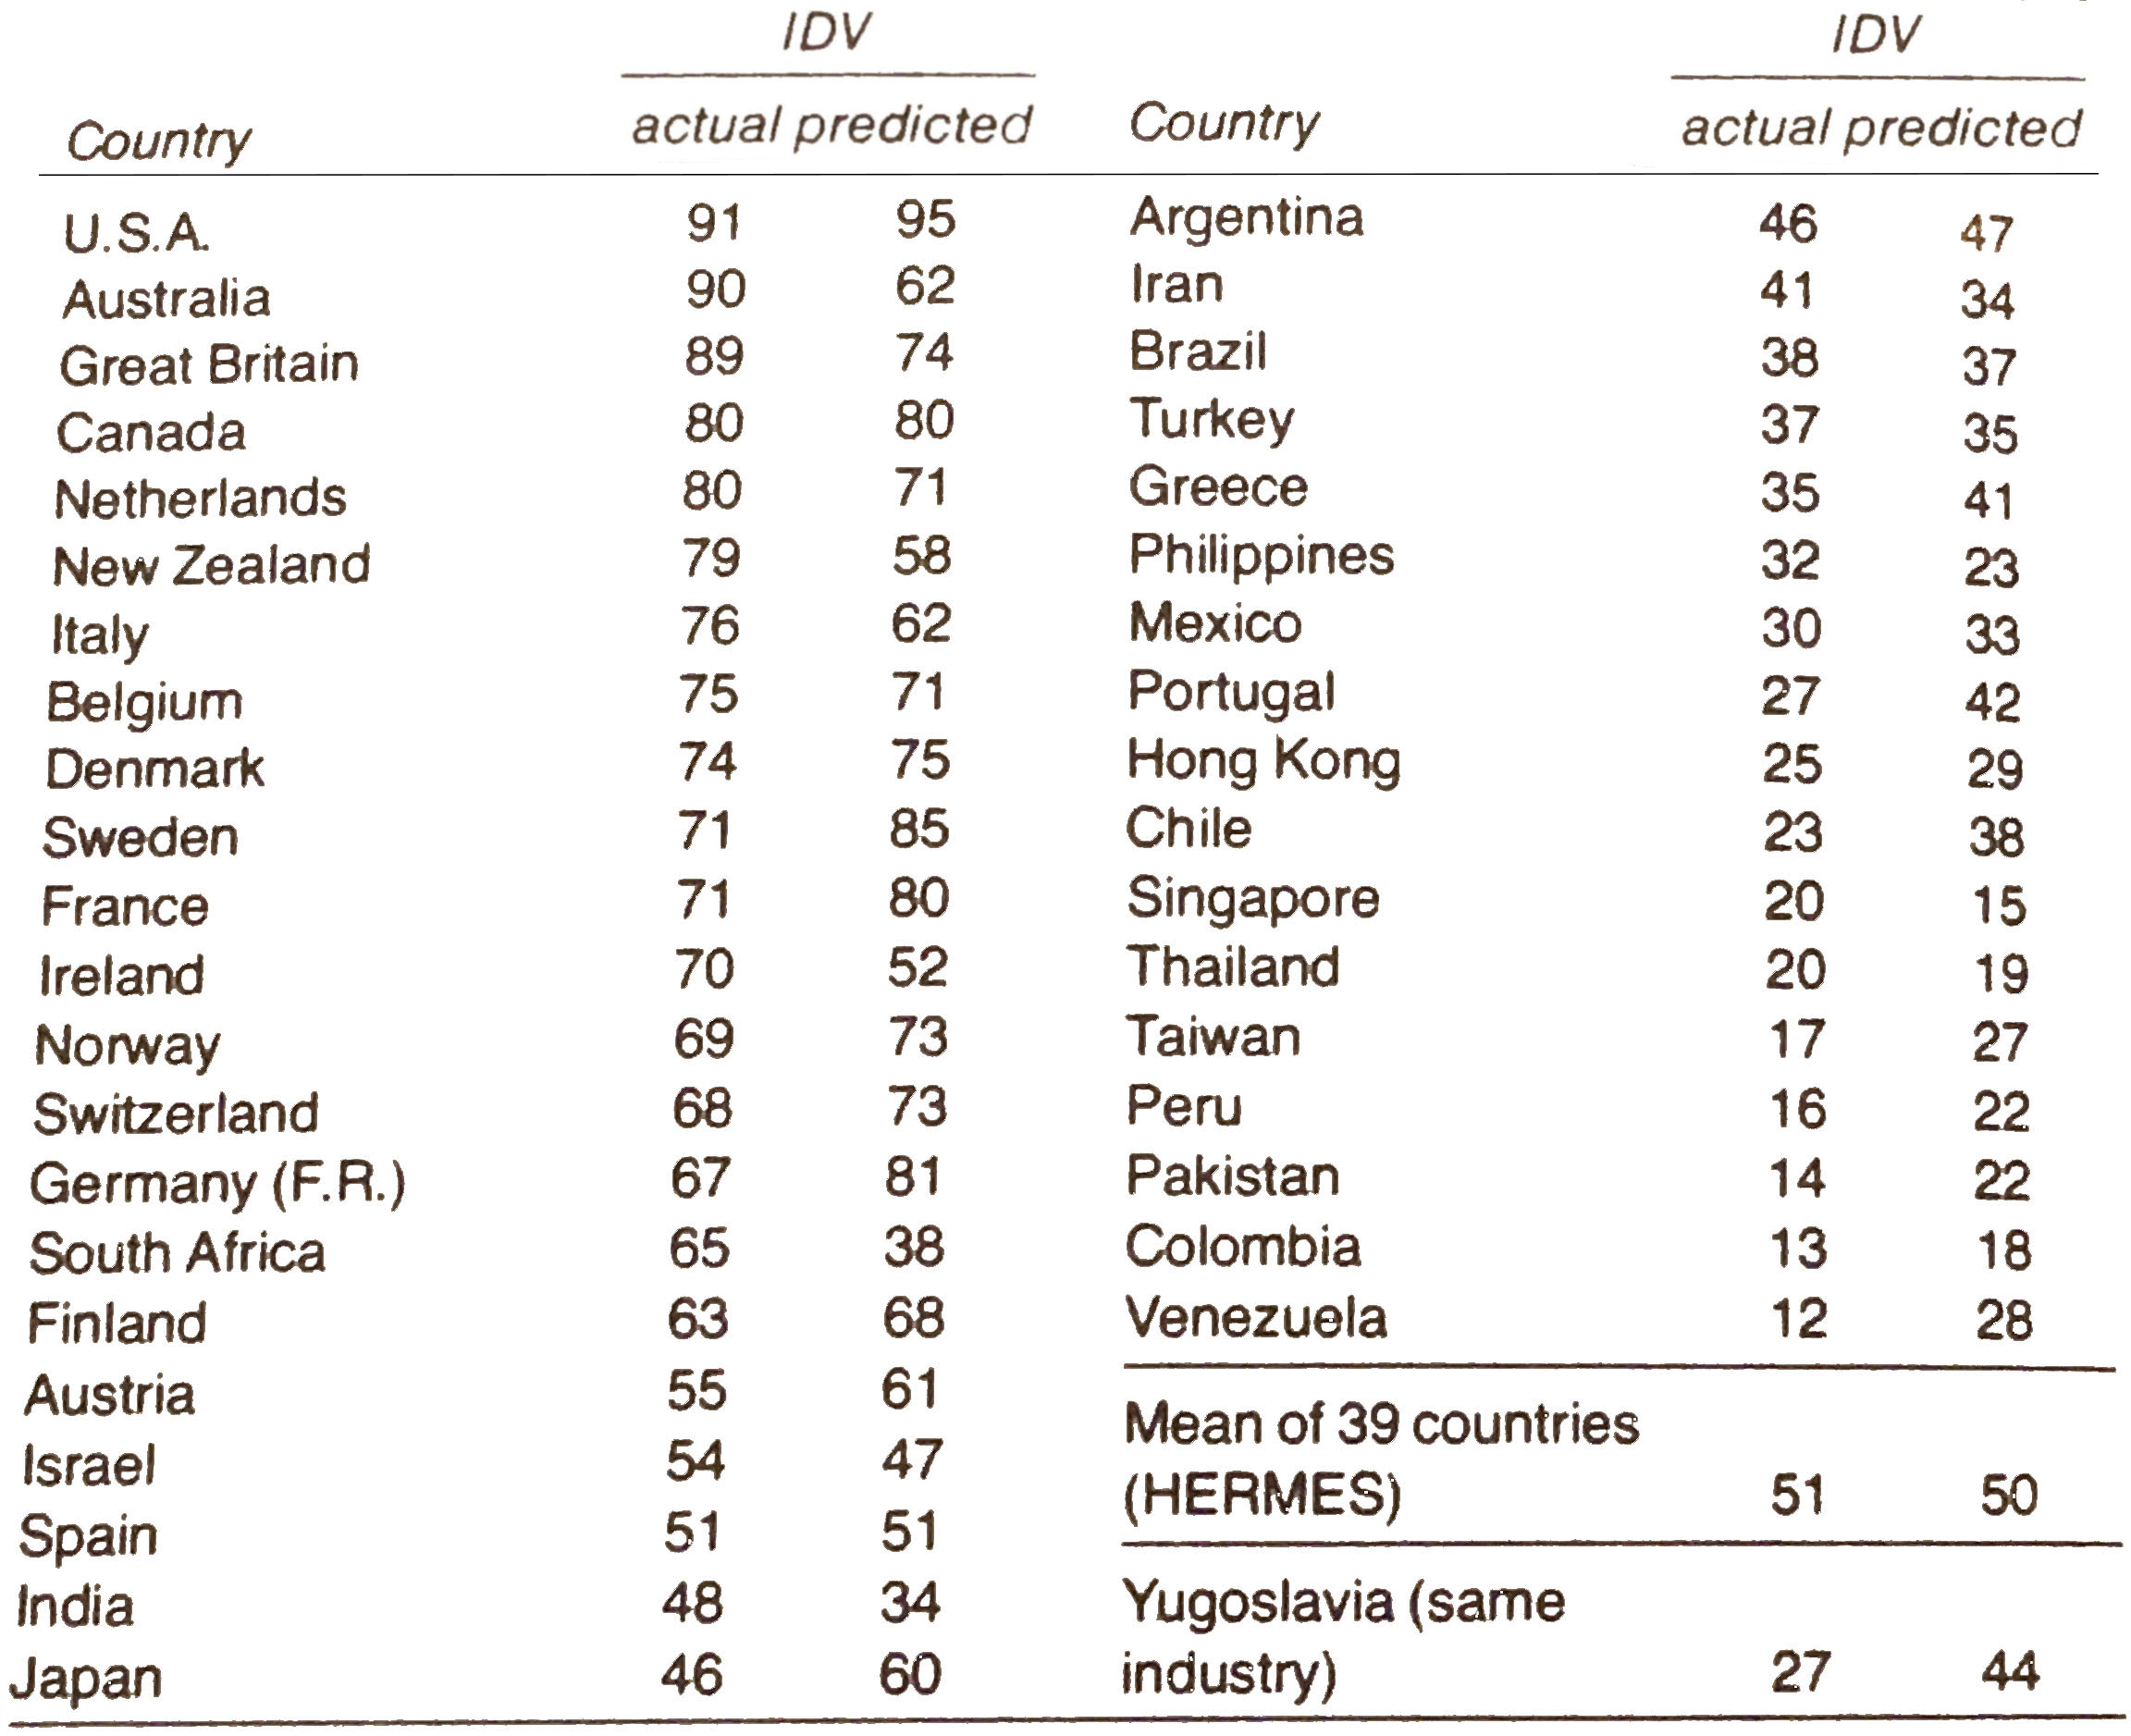 IDV
Country actual predicted
U.S.A. 91 95
Australia 90 62
Great Britain 89 74
Canada 80 80
Netherlands 80 71
New Zealand 79 58
Italy 76 62
Belgium 75 71
Denmark 74 75
Sweden 71 85
France 71 80
Ireland 70 52
Norway 69 73
Switzerland 68 73
Germany (F.R.) 67 81
South Africa 65 38
Finland 63 68
Austria 55 61
Israel 54 47
Spain 51 51
India 48 34
Japan 46 60
IDV
Country actual predicted
Argentina 46 47
Iran 41 34
Brazil 38 37
Turkey 37 35
Greece 35 41
Philippines 32 23
Mexico 30 33
Portugal 27 42
Hong Kong 25 29
Chile 23 38
Singapore 20 15
Thailand 20 19
Taiwan 17 27
Peru 16 22
Pakistan 14 22
Colombia 13 18
Venezuela 12 28
Mean of 39 countries
(HERMES) 51 50
Yugoslavia (same
industry) 27 44